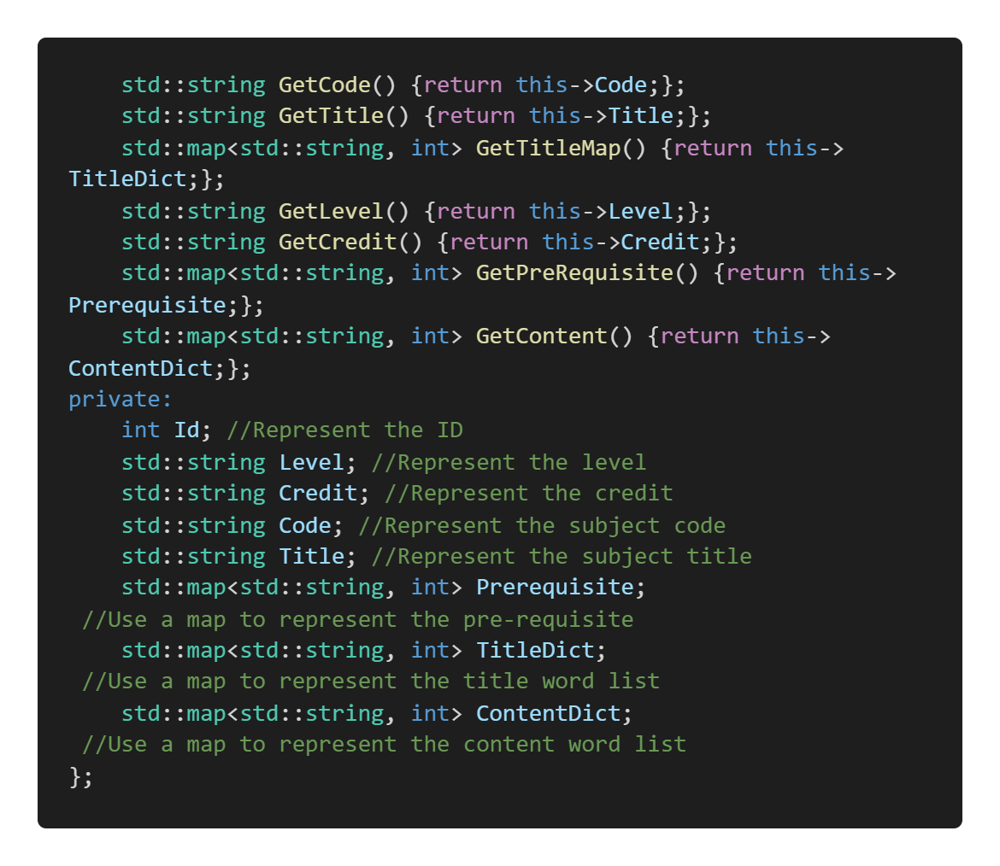 std::string GetCode() {return this->Code;};
std::string GetTitle() {return this->Title;};
std::map<std::string, int> GetTitleMap() {return this->
TitleDict;};
std::string GetLevel() {return this->Level;};
std::string GetCredit() {return this->Credit;};
std::map<std::string, int> GetPreRequisite() {return this->
Prerequisite;};
std::map<std::string, int> GetContent() {return this->
ContentDict;};
private:
int Id; //Represent the ID
std::string Level; //Represent the level
std::string Credit; //Represent the credit
std::string Code; //Represent the subject code
std::string Title; //Represent the subject title
std::map<std::string, int> Prerequisite;
//Use a map to represent the pre-requisite
std::map<std::string, int> TitleDict;
//Use a map to represent the title word list
std::map<std::string, int> ContentDict;
//Use a map to represent the content word list
};